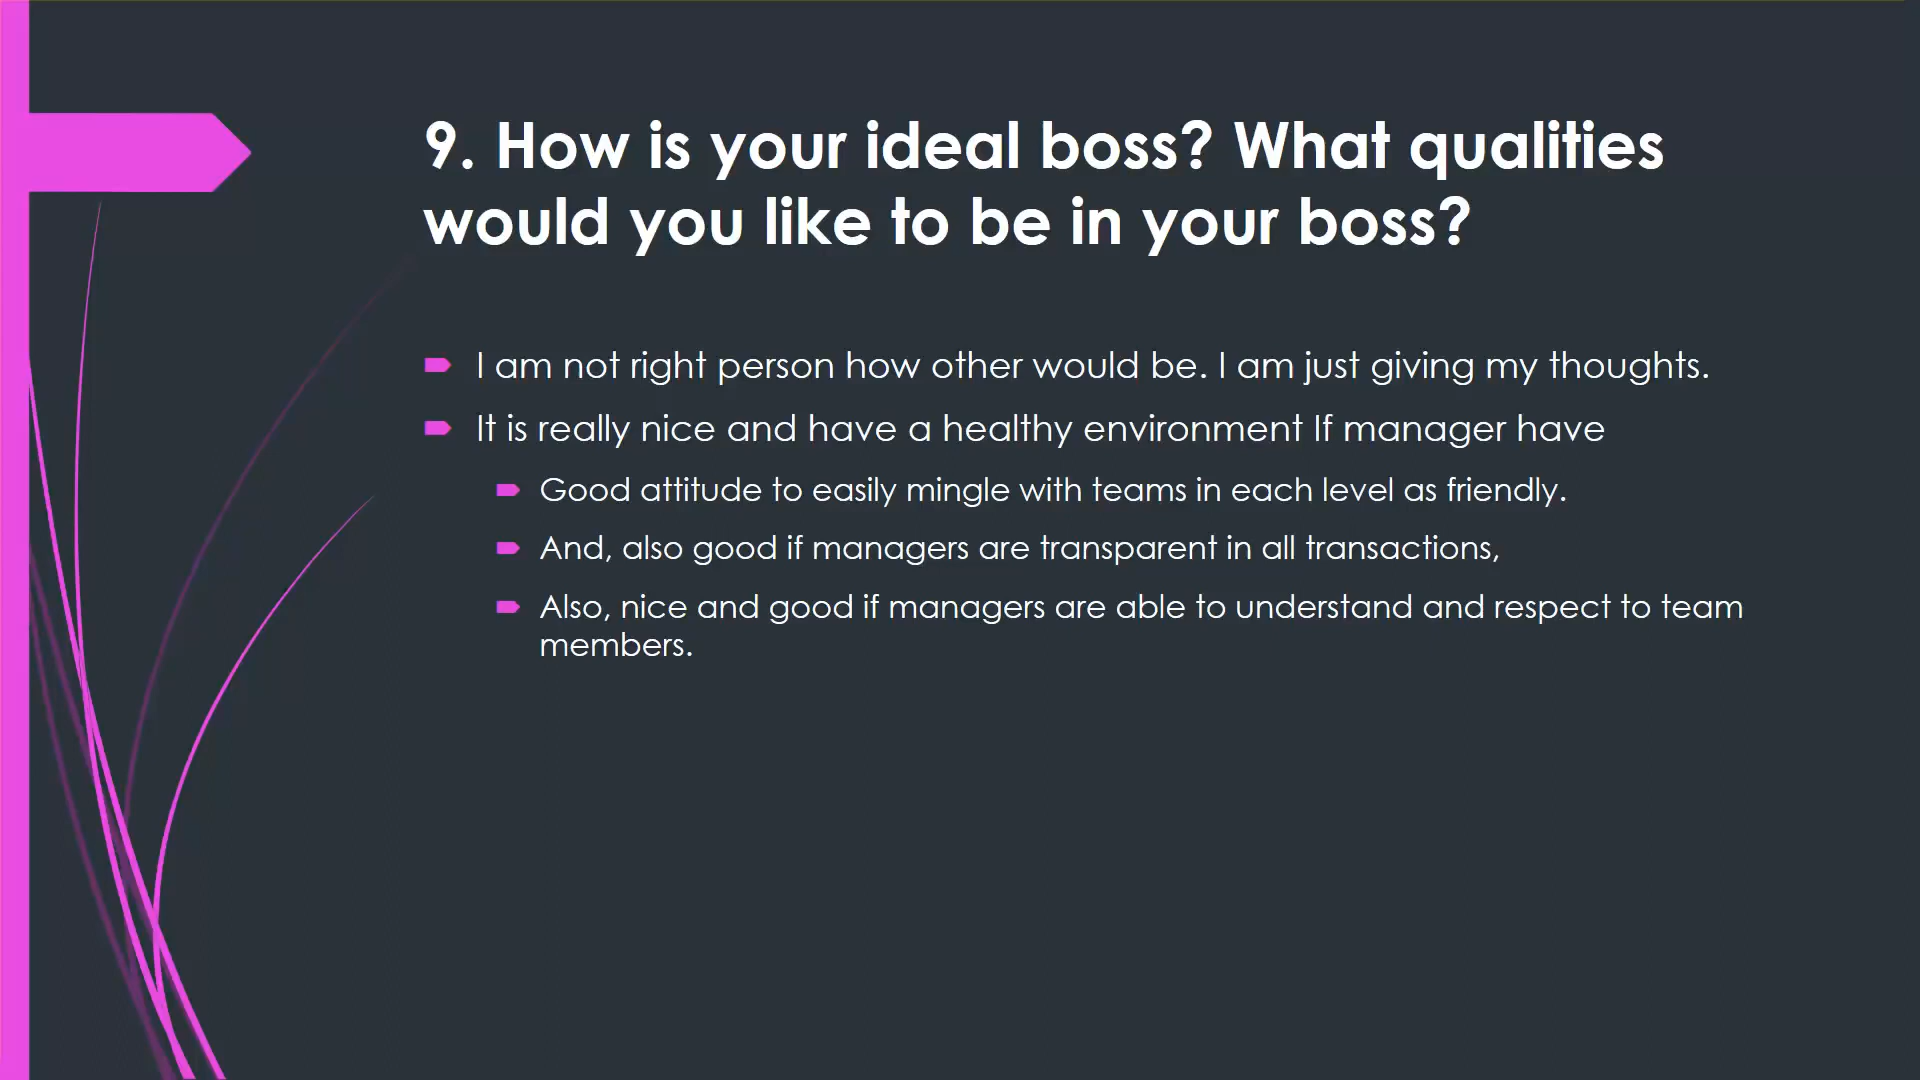 9. How is your ideal boss? What qualities
would you like to be in your boss?
I am not right person how other would be. I am just giving my thoughts.
It is really nice and have a healthy environment If manager have
Good attitude to easily mingle with teams in each level as friendly.
And, also good if managers are transparent in all transactions,
Also, nice and good if managers are able to understand and respect to team
members.